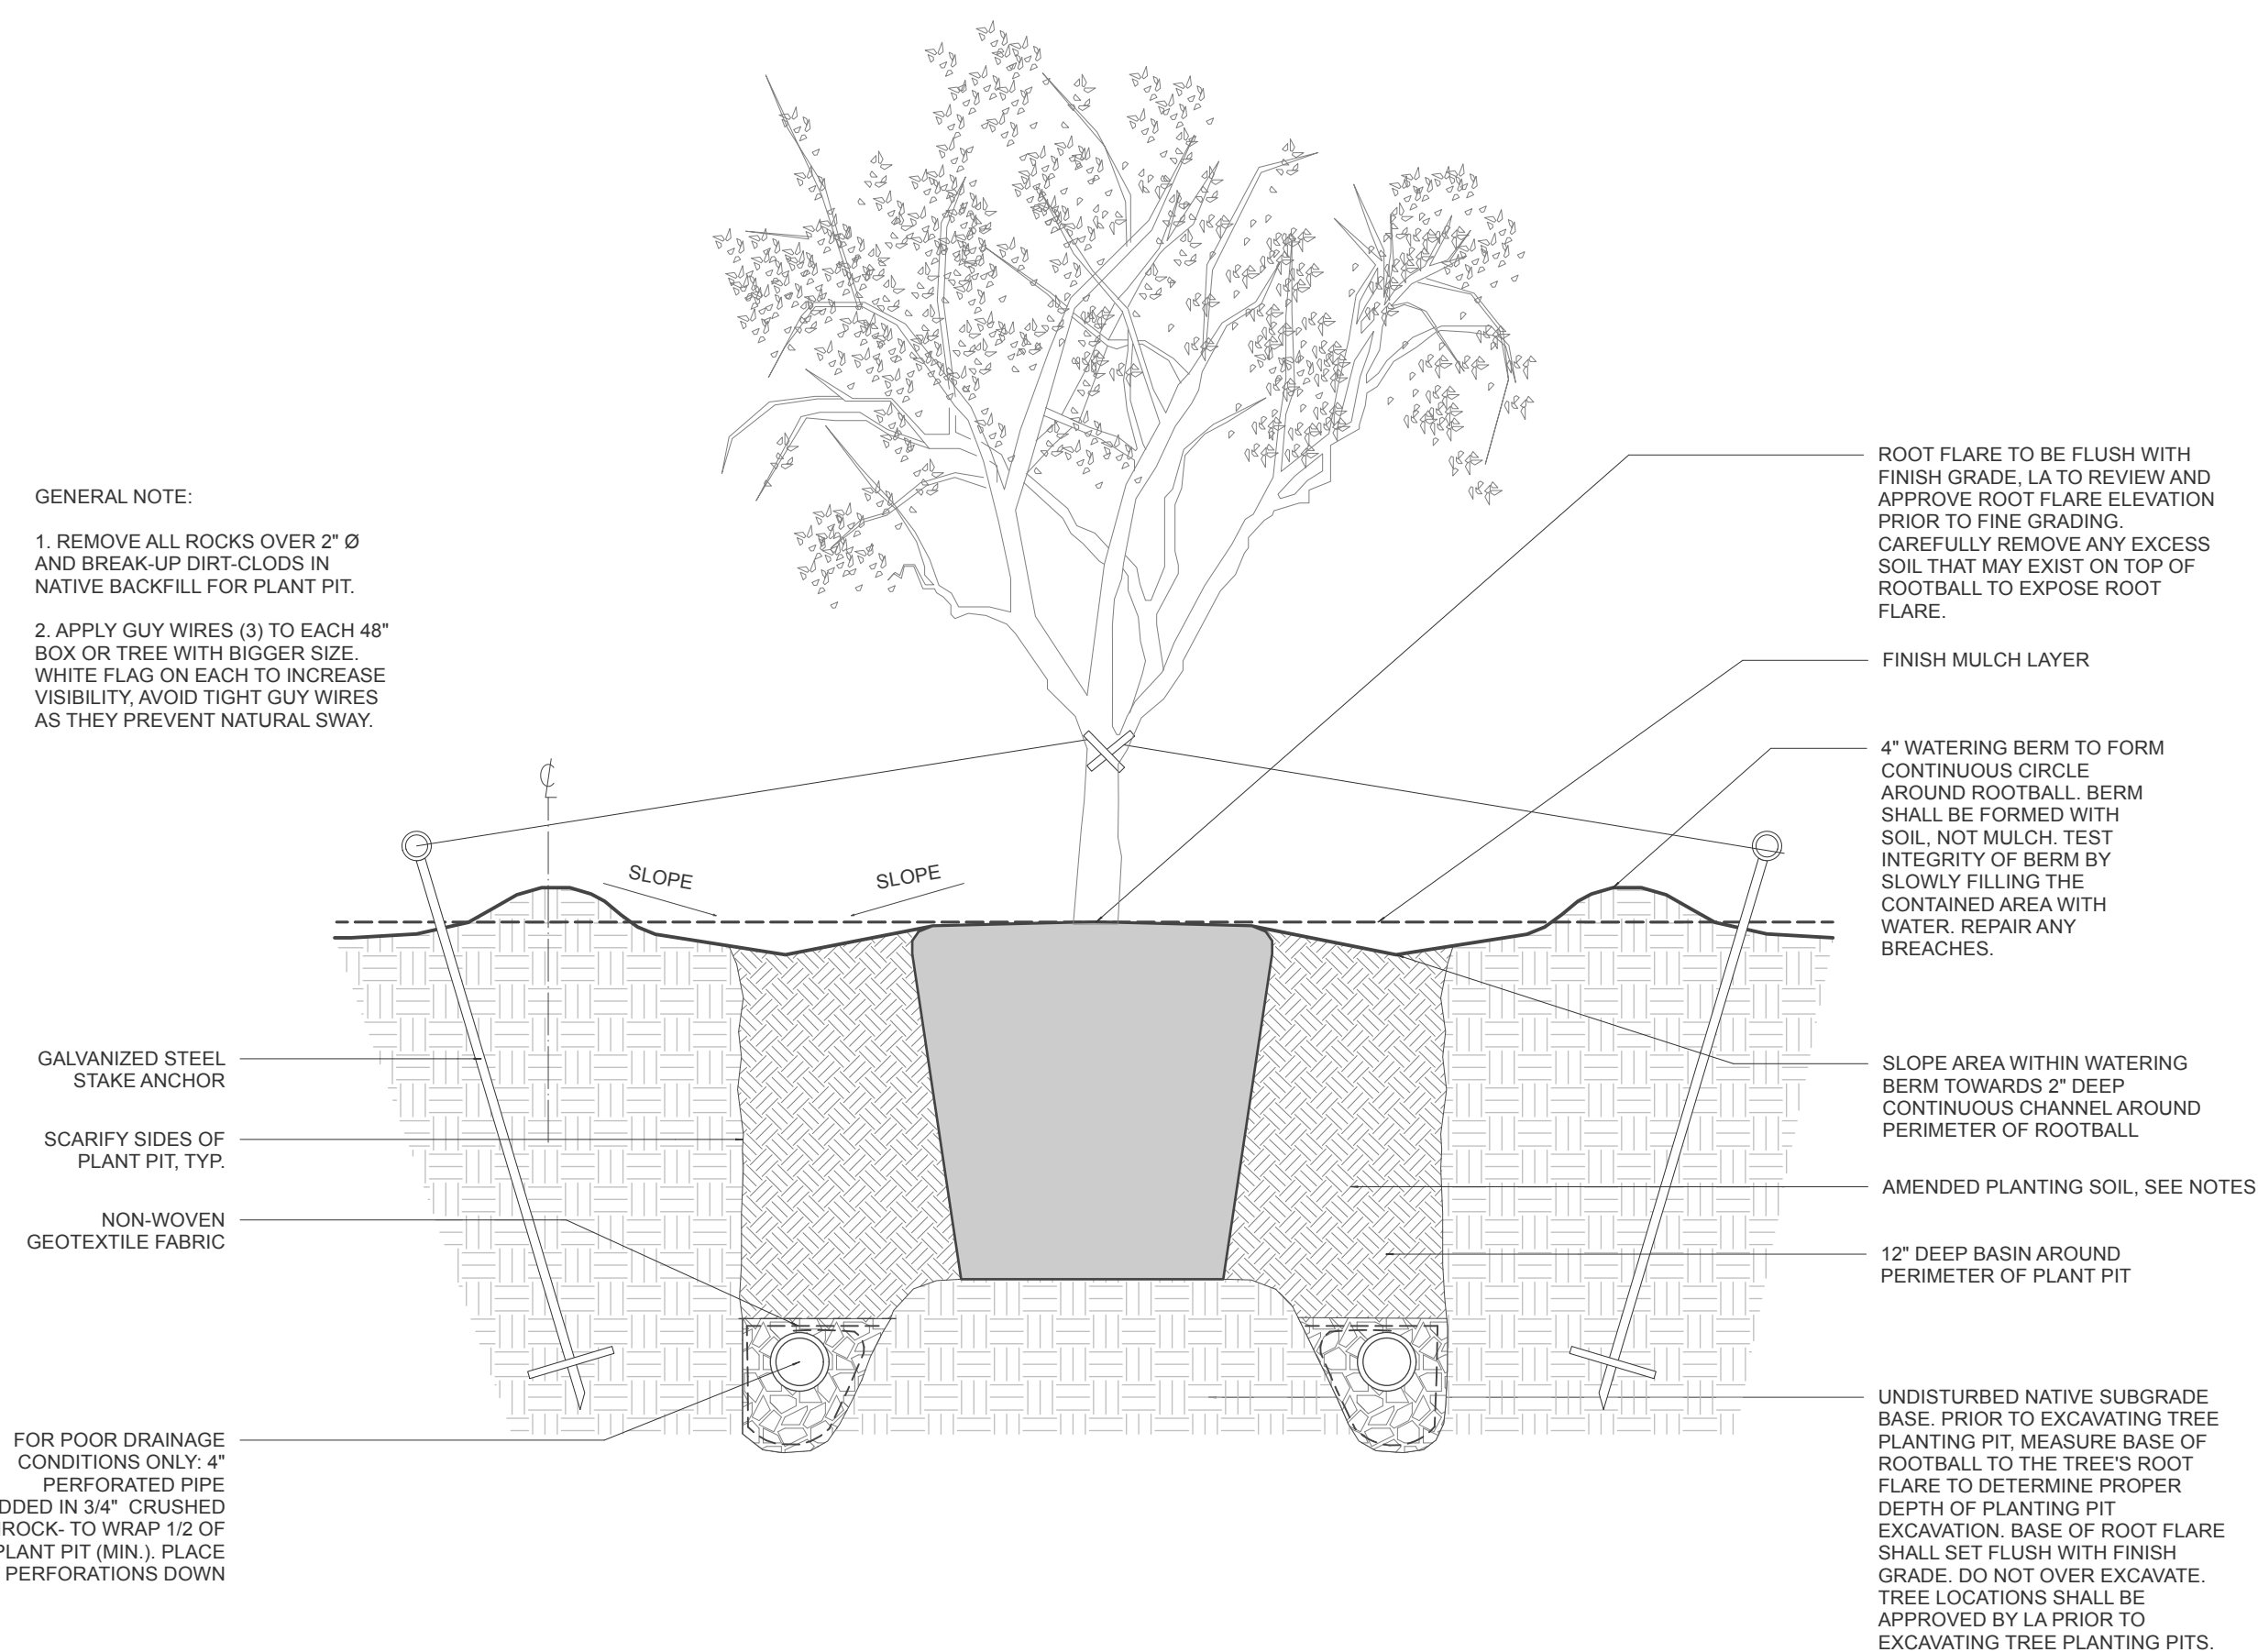 GENERAL NOTE:
1. REMOVE ALL ROCKS OVER 2" Ø
AND BREAK-UP DIRT-CLODS IN
NATIVE BACKFILL FOR PLANT PIT.
2. APPLY GUY WIRES (3) TO EACH 48"
BOX OR TREE WITH BIGGER SIZE.
WHITE FLAG ON EACH TO INCREASE
VISIBILITY, AVOID TIGHT GUY WIRES
AS THEY PREVENT NATURAL SWAY.
GALVANIZED STEEL
STAKE ANCHOR
SCARIFY SIDES OF
PLANT PIT, TYP.
NON-WOVEN
GEOTEXTILE FABRIC
FOR POOR DRAINAGE
CONDITIONS ONLY: 4"
PERFORATED PIPE
DDED IN 3/4" CRUSHED
ROCK- TO WRAP 1/2 OF
PLANT PIT (MIN.). PLACE
PERFORATIONS DOWN
SLOPE
SLOPE
ROOT FLARE TO BE FLUSH WITH
FINISH GRADE, LA TO REVIEW AND
APPROVE ROOT FLARE ELEVATION
PRIOR TO FINE GRADING.
CAREFULLY REMOVE ANY EXCESS
SOIL THAT MAY EXIST ON TOP OF
ROOTBALL TO EXPOSE ROOT
FLARE.
FINISH MULCH LAYER
4" WATERING BERM TO FORM
CONTINUOUS CIRCLE
AROUND ROOTBALL. BERM
SHALL BE FORMED WITH
SOIL, NOT MULCH. TEST
INTEGRITY OF BERM BY
SLOWLY FILLING THE
CONTAINED AREA WITH
WATER. REPAIR ANY
BREACHES.
SLOPE AREA WITHIN WATERING
BERM TOWARDS 2" DEEP
CONTINUOUS CHANNEL AROUND
PERIMETER OF ROOTBALL
AMENDED PLANTING SOIL, SEE NOTES
12" DEEP BASIN AROUND
PERIMETER OF PLANT PIT
UNDISTURBED NATIVE SUBGRADE
BASE. PRIOR TO EXCAVATING TREE
PLANTING PIT, MEASURE BASE OF
ROOTBALL TO THE TREE'S ROOT
FLARE TO DETERMINE PROPER
DEPTH OF PLANTING PIT
EXCAVATION. BASE OF ROOT FLARE
SHALL SET FLUSH WITH FINISH
GRADE. DO NOT OVER EXCAVATE.
TREE LOCATIONS SHALL BE
APPROVED BY LA PRIOR TO
EXCAVATING TREE PLANTING PITS.